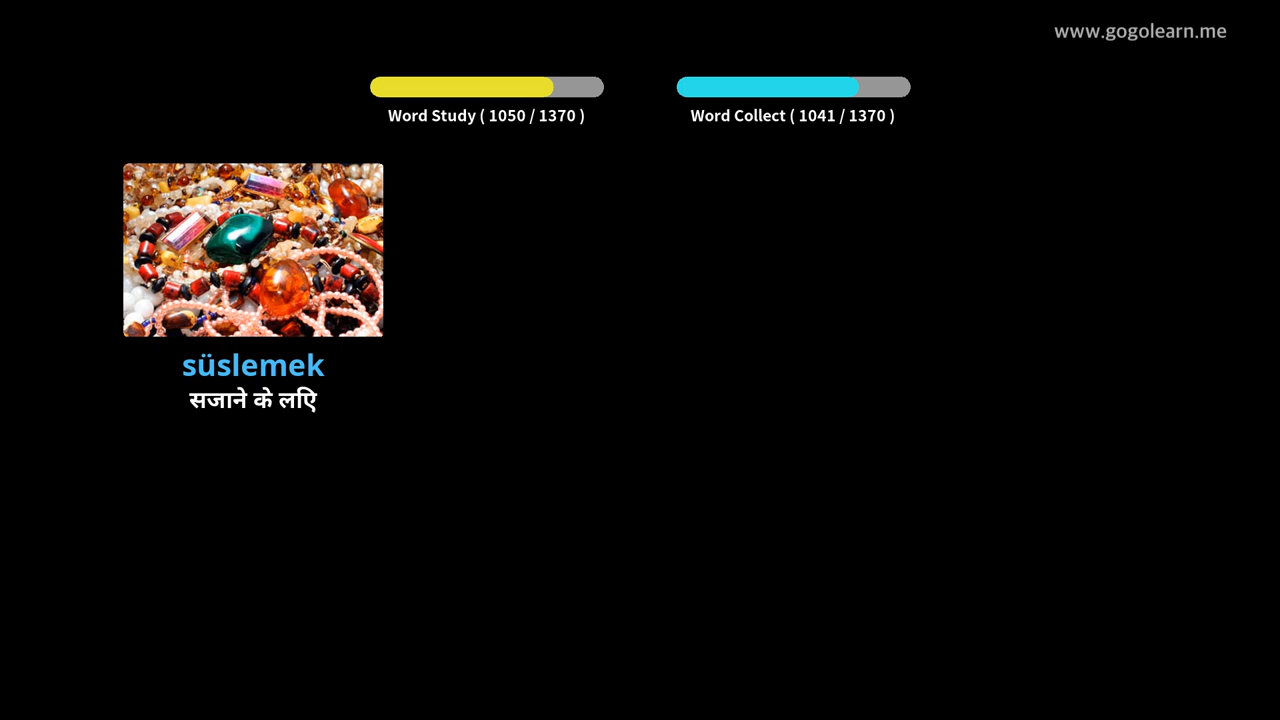 www.gogolearn.me
Word Study ( 1050 / 1370 )
Word Collect ( 1041 / 1370 )
süslemek
सजाने के लिए